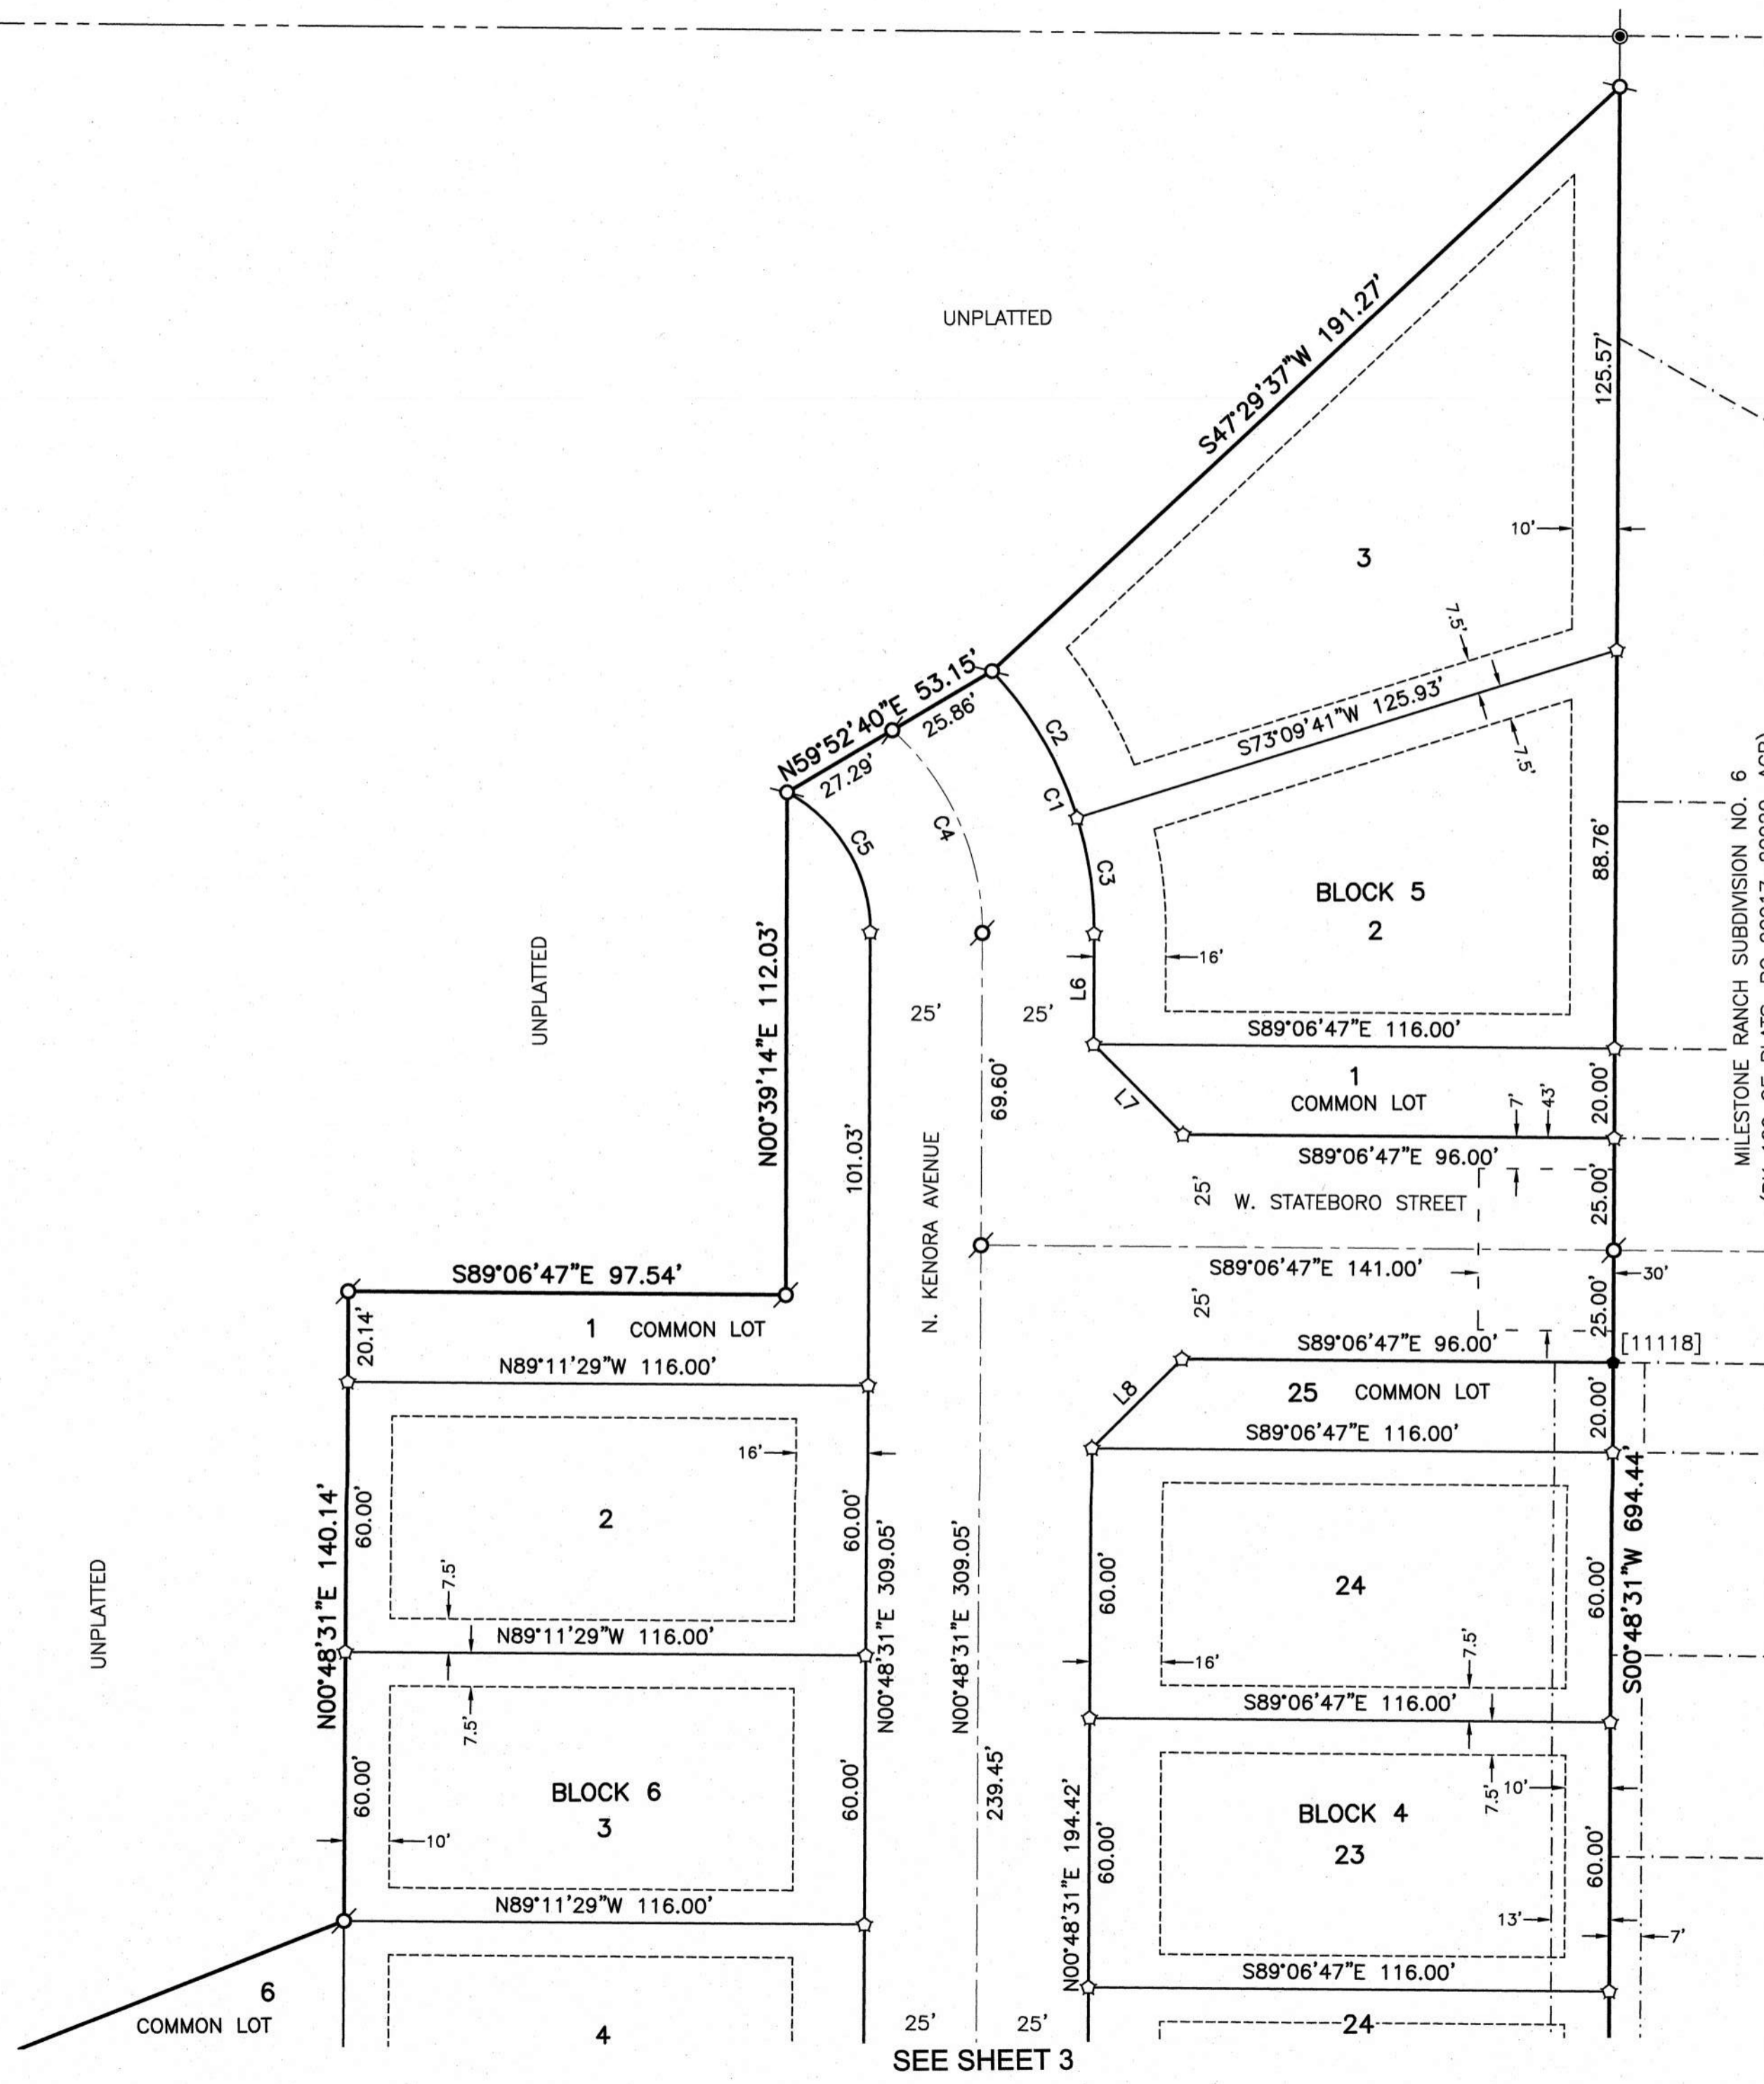 UNPLATTED
S47°29'37"W 191.27'
125.57'
10'
3
7.5'
N59°52'40"E 53.15'
25.86'
27.29'
C2
S73°09'41"W 125.93'
7.5'
C1
C4
C5
C3
88.76'
BLOCK 5
2
MILESTONE RANCH SUBDIVISION NO. 6
UNPLATTED
N00°39'14"E 112.03'
16'
L6
25'
25'
S89°06'47"E 116.00'
69.60'
1
COMMON LOT
L7
7'
43'
20.00'
101.03'
N. KENORA AVENUE
S89°06'47"E 96.00'
25'
W. STATEBORO STREET
25.00'
S89°06'47"E 97.54'
S89°06'47"E 141.00'
30'
25'
25.00'
20.14'
1 COMMON LOT
S89°06'47"E 96.00'
[11118]
N89°11'29"W 116.00'
L8
25 COMMON LOT
20.00'
S89°06'47"E 116.00'
16'
UNPLATTED
N00°48'31"E 140.14'
60.00'
2
60.00'
N00°48'31"E 309.05'
N00°48'31"E 309.05'
60.00'
24
60.00'
S00°48'31"W 694.44'
7.5'
N89°11'29"W 116.00'
7.5'
16'
7.5'
S89°06'47"E 116.00'
7.5'
10'
60.00'
BLOCK 6
3
60.00'
239.45'
N00°48'31"E 194.42'
60.00'
BLOCK 4
23
60.00'
10'
N89°11'29"W 116.00'
13'
7'
S89°06'47"E 116.00'
6
COMMON LOT
4
25'
25'
24
SEE SHEET 3